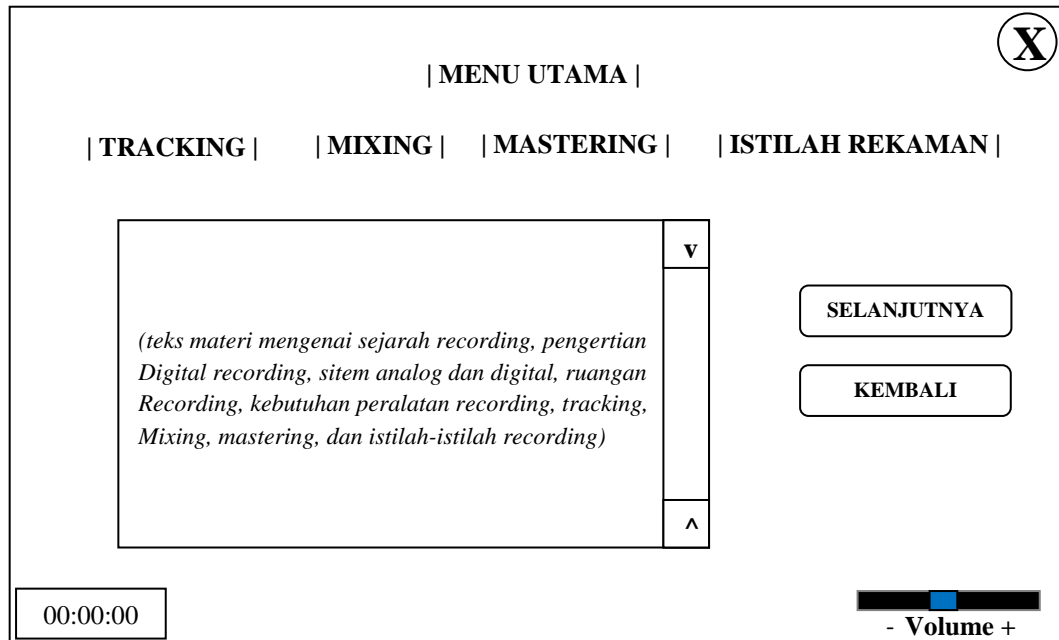 X
| MENU UTAMA |
| TRACKING | | MIXING | | MASTERING | | ISTILAH REKAMAN |
v
(teks materi mengenai sejarah recording, pengertian
Digital recording, sitem analog dan digital, ruangan
Recording, kebutuhan peralatan recording, tracking,
Mixing, mastering, dan istilah-istilah recording)
^
SELANJUTNYA
KEMBALI
00:00:00
- Volume +